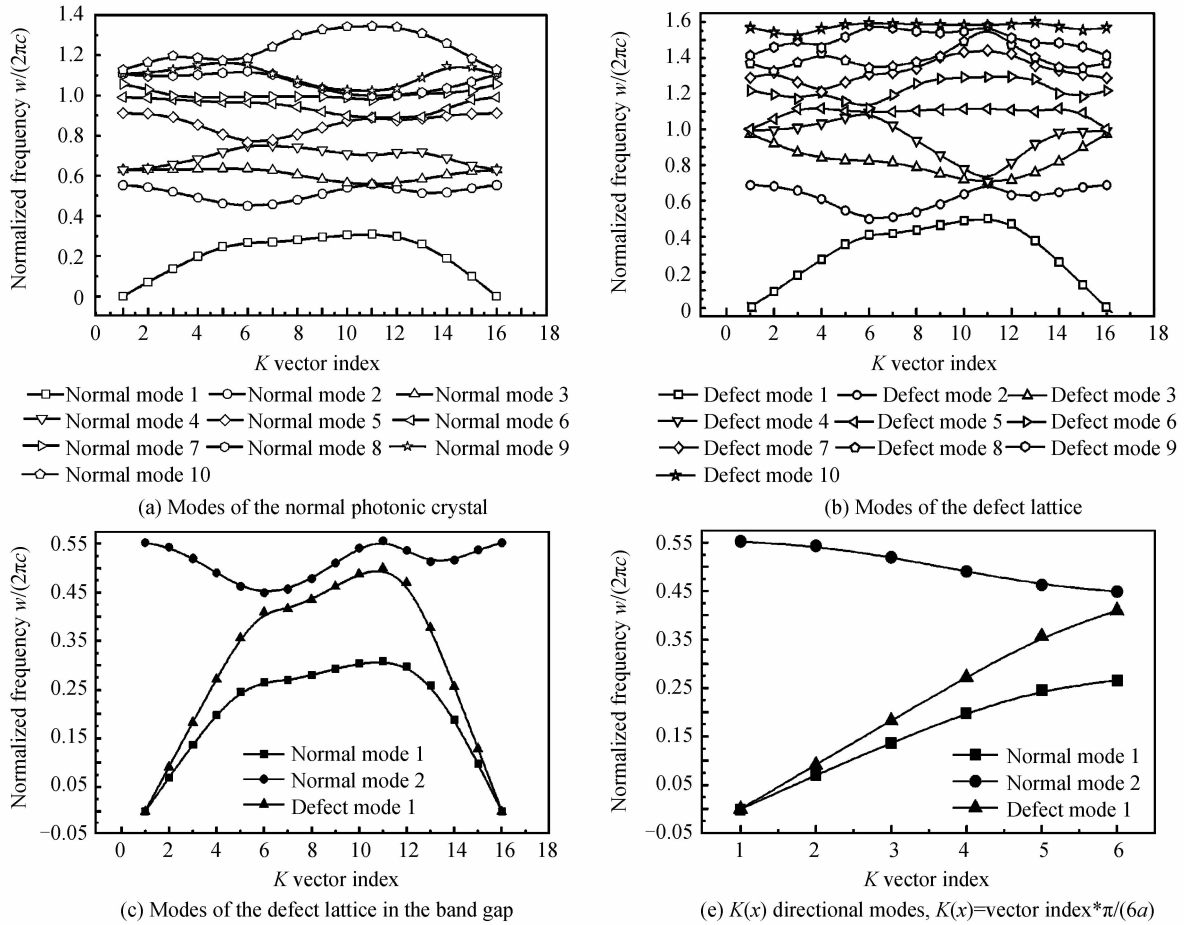 Normalized frequency w/(2πc)
1.4
1.2
1.0
0.8
0.6
0.4
0.2
0
0 2 4 6 8 10 12 14 16 18
K vector index
Normal mode 1 Normal mode 2 Normal mode 3
Normal mode 4 Normal mode 5 Normal mode 6
Normal mode 7 Normal mode 8 Normal mode 9
Normal mode 10
(a) Modes of the normal photonic crystal
Normalized frequency w/(2πc)
1.6
1.4
1.2
1.0
0.8
0.6
0.4
0.2
0
0 2 4 6 8 10 12 14 16 18
K vector index
Defect mode 1 Defect mode 2 Defect mode 3
Defect mode 4 Defect mode 5 Defect mode 6
Defect mode 7 Defect mode 8 Defect mode 9
Defect mode 10
(b) Modes of the defect lattice
Normalized frequency w/(2πc)
0.55
0.45
0.35
0.25
0.15
0.05
−0.05
Normal mode 1
Normal mode 2
Defect mode 1
0 2 4 6 8 10 12 14 16 18
K vector index
(c) Modes of the defect lattice in the band gap
Normalized frequency w/(2πc)
0.55
0.45
0.35
0.25
0.15
0.05
−0.05
Normal mode 1
Normal mode 2
Defect mode 1
1 2 3 4 5 6
K vector index
(e) K(x) directional modes, K(x)=vector index*π/(6a)